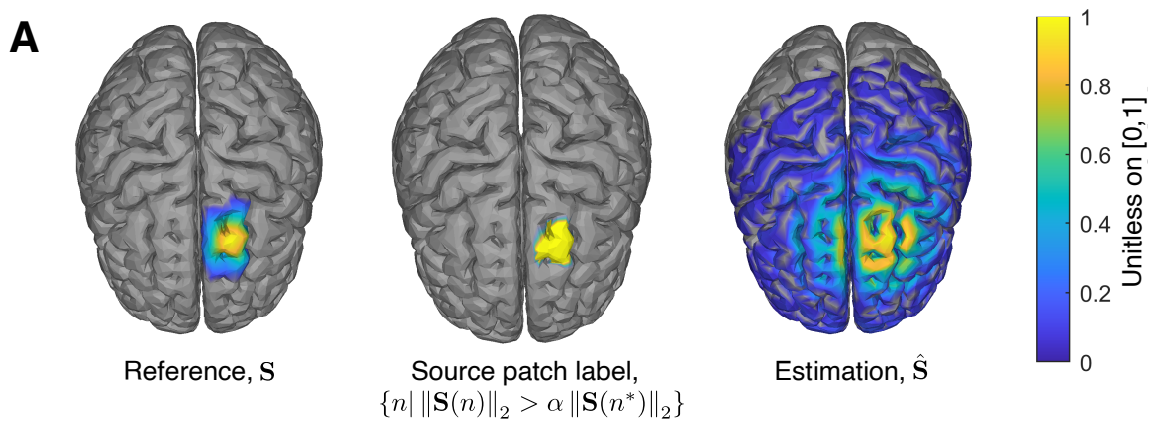 A
1
0.8
0.6
0.4
0.2
0
Unitless on [0,1]
Reference, S
Source patch label,
{n| ‖S(n)‖₂ > α ‖S(n*)‖₂}
Estimation, Ŝ